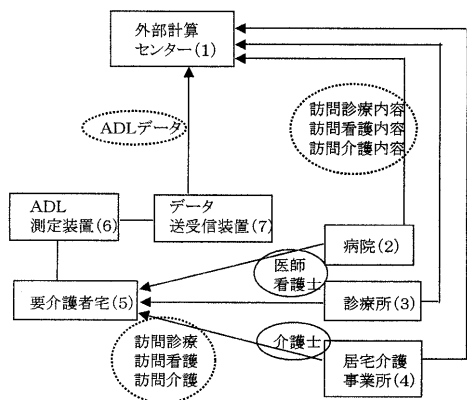 外部計算
センター(1)
ADLデータ
訪問診療内容
訪問看護内容
訪問介護内容
ADL
測定装置(6)
データ
送受信装置(7)
病院(2)
医師
看護士
要介護者宅(5)
診療所(3)
訪問診療
訪問看護
訪問介護
介護士
居宅介護
事業所(4)